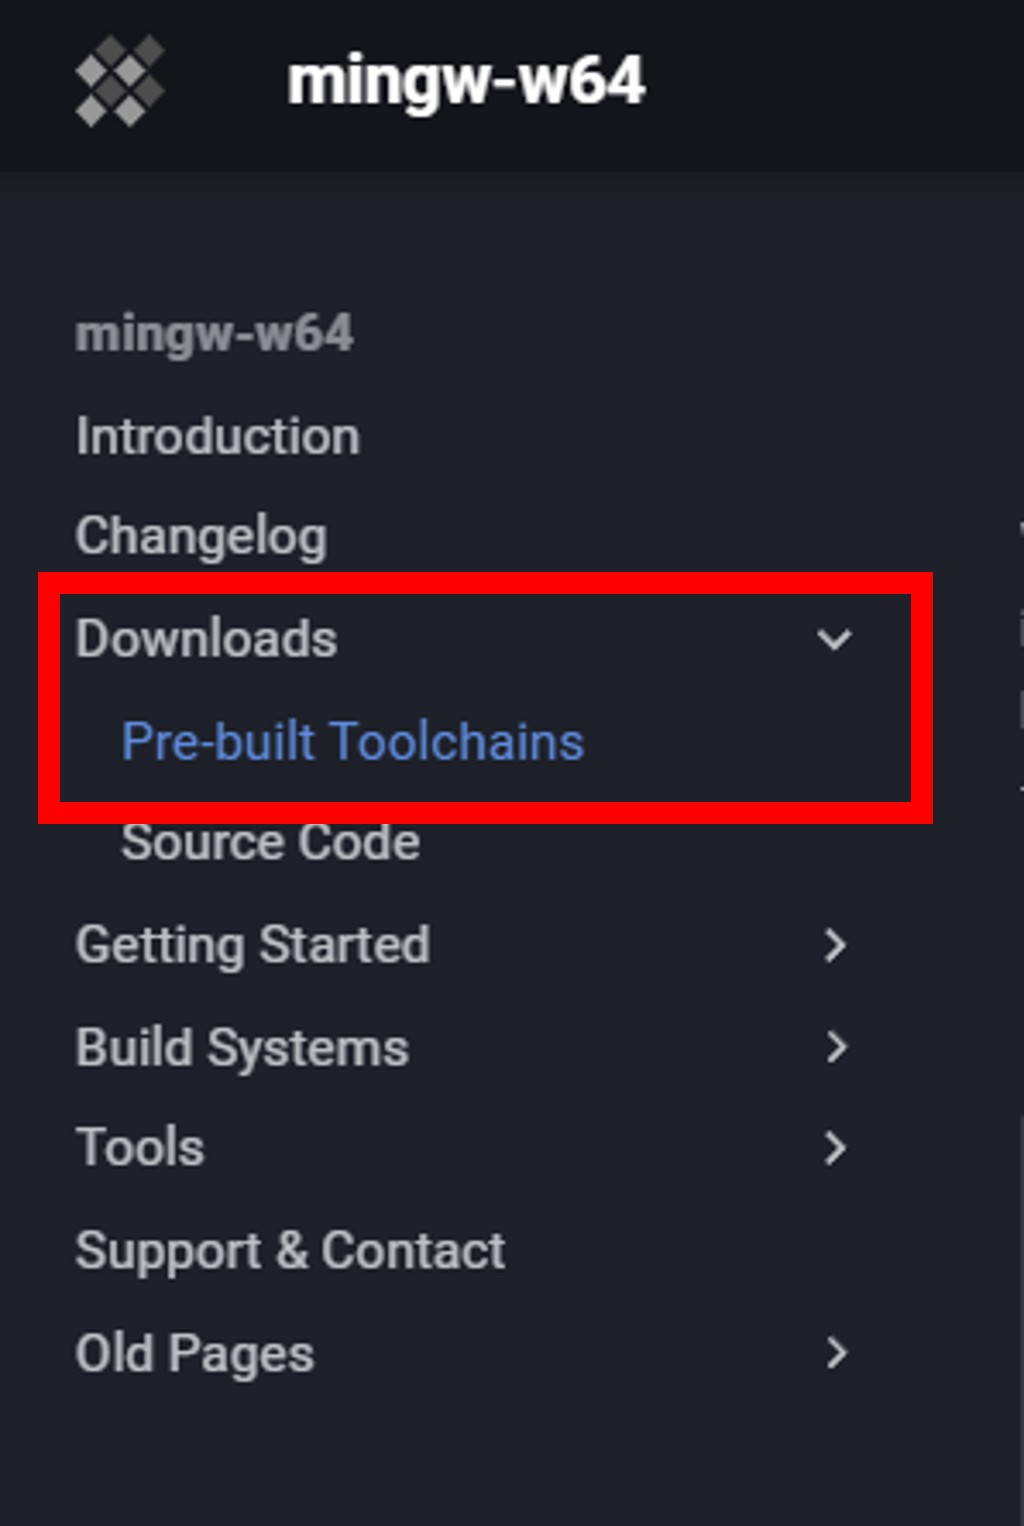 mingw-w64
mingw-w64
Introduction
Changelog
Downloads
Pre-built Toolchains
Source Code
Getting Started
Build Systems
Tools
Support & Contact
Old Pages